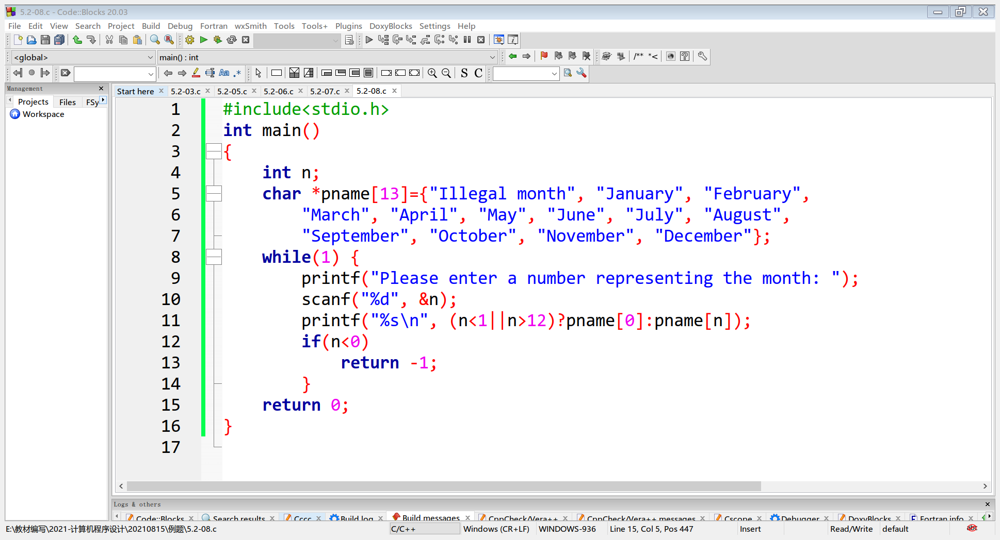 5.2-08.c - Code::Blocks 20.03
File Edit View Search Project Build Debug Fortran wxSmith Tools Tools+ Plugins DoxyBlocks Settings Help
<global> main() : int /** *<
Aa .* S C
Management
Projects Files FSy
Workspace
Start here 5.2-03.c 5.2-05.c 5.2-06.c 5.2-07.c 5.2-08.c
1 #include<stdio.h>
2 int main()
3 {
4 int n;
5 char *pname[13]={"Illegal month", "January", "February",
6 "March", "April", "May", "June", "July", "August",
7 "September", "October", "November", "December"};
8 while(1) {
9 printf("Please enter a number representing the month: ");
10 scanf("%d", &n);
11 printf("%s\n", (n<1||n>12)?pname[0]:pname[n]);
12 if(n<0)
13 return -1;
14 }
15 return 0;
16 }
17
Logs & others
Code::Blocks Search results Cccc Build log Build messages CppCheck/Vera++ CppCheck/Vera++ messages Cscope Debugger DoxyBlocks Fortran info
E:\教材编写\2021-计算机程序设计\20210815\例题\5.2-08.c C/C++ Windows (CR+LF) WINDOWS-936 Line 15, Col 5, Pos 447 Insert Read/Write default abc